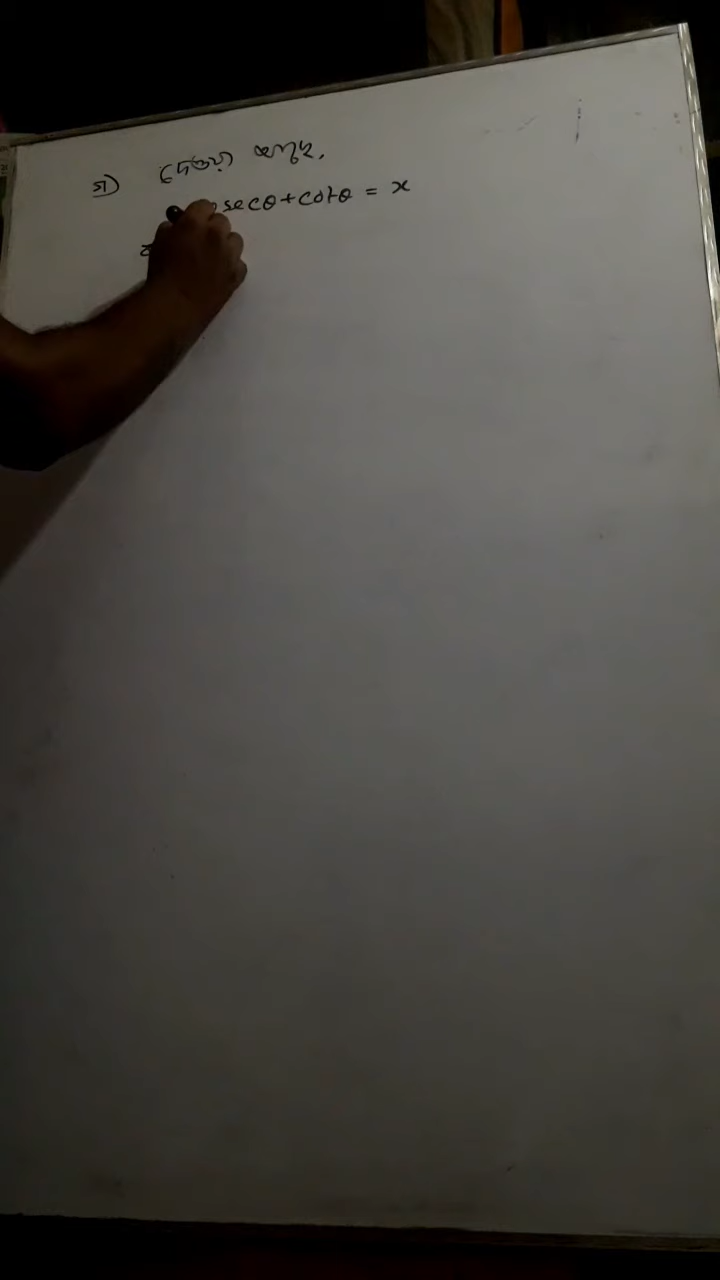 গ) দেওয়া আছে,
secθ+cotθ = x